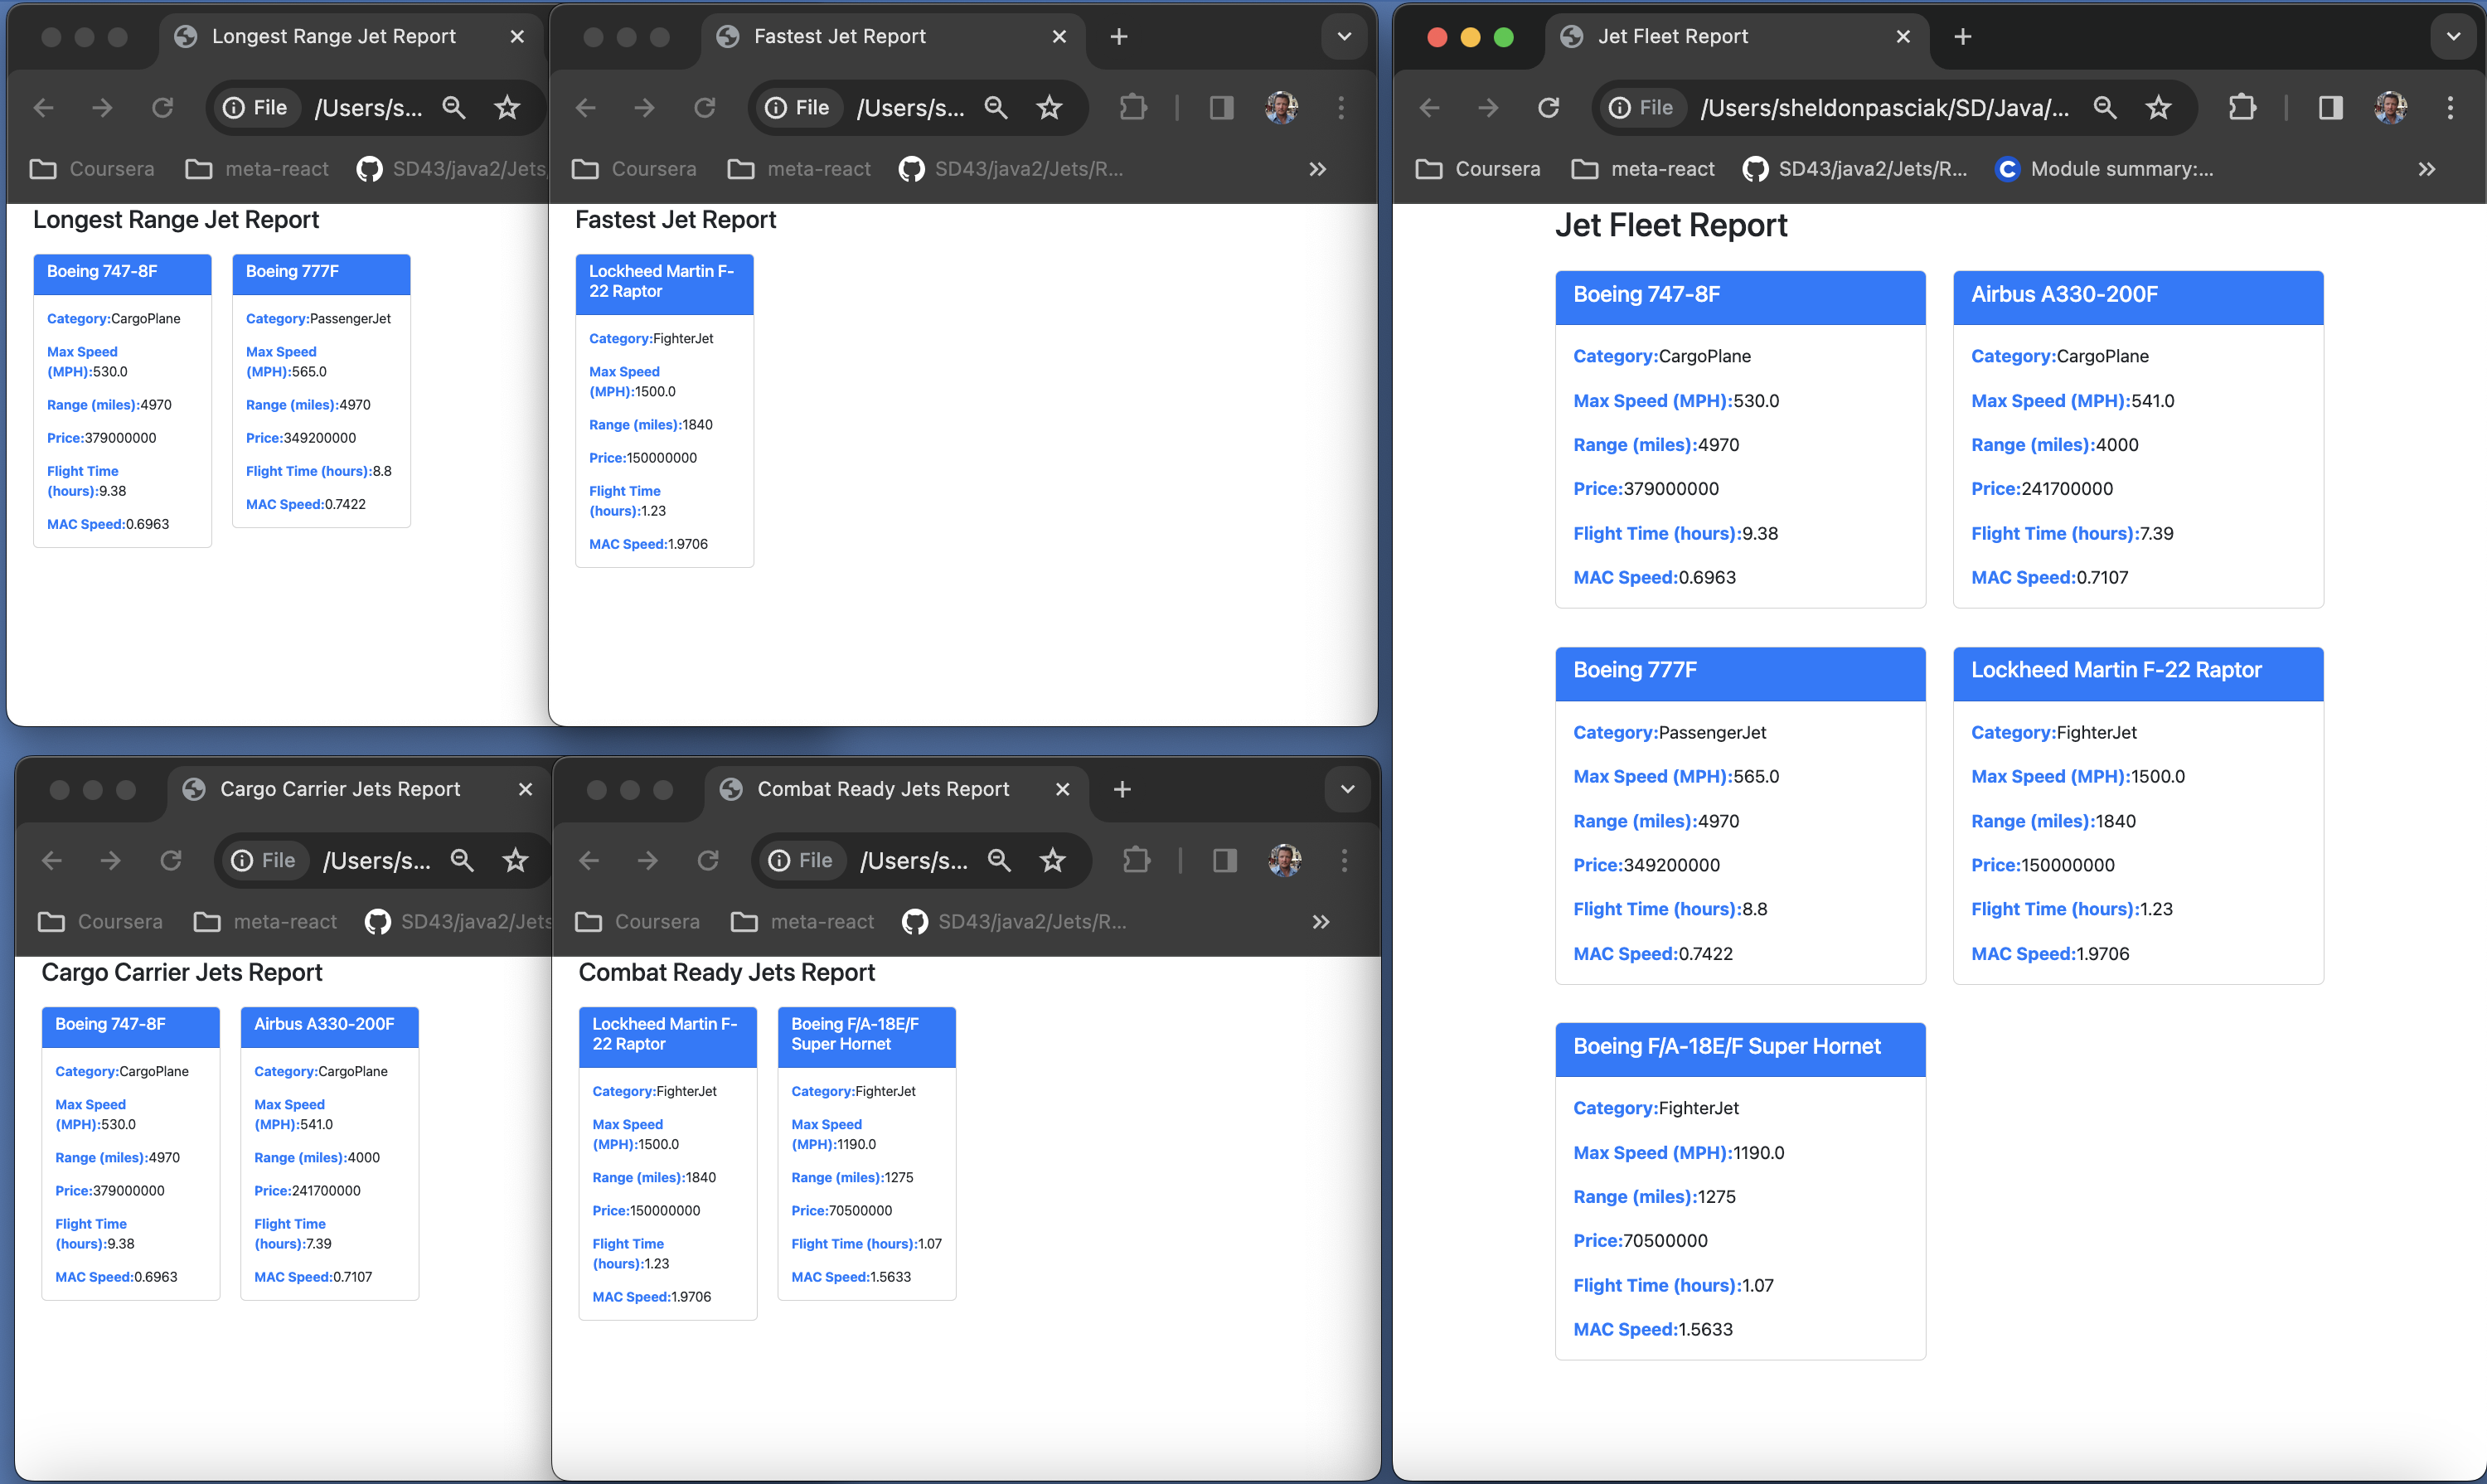 Longest Range Jet Report
File
/Users/s...
Coursera
meta-react
SD43/java2/Jets/
Longest Range Jet Report
Boeing 747-8F
Category:CargoPlane
Max Speed
(MPH):530.0
Range (miles):4970
Price:379000000
Flight Time
(hours):9.38
MAC Speed:0.6963
Boeing 777F
Category:PassengerJet
Max Speed
(MPH):565.0
Range (miles):4970
Price:349200000
Flight Time (hours):8.8
MAC Speed:0.7422
Fastest Jet Report
File
/Users/s...
Coursera
meta-react
SD43/java2/Jets/R...
Fastest Jet Report
Lockheed Martin F-
22 Raptor
Category:FighterJet
Max Speed
(MPH):1500.0
Range (miles):1840
Price:150000000
Flight Time
(hours):1.23
MAC Speed:1.9706
Cargo Carrier Jets Report
File
/Users/s...
Coursera
meta-react
SD43/java2/Jets
Cargo Carrier Jets Report
Boeing 747-8F
Category:CargoPlane
Max Speed
(MPH):530.0
Range (miles):4970
Price:379000000
Flight Time
(hours):9.38
MAC Speed:0.6963
Airbus A330-200F
Category:CargoPlane
Max Speed
(MPH):541.0
Range (miles):4000
Price:241700000
Flight Time
(hours):7.39
MAC Speed:0.7107
Combat Ready Jets Report
File
/Users/s...
Coursera
meta-react
SD43/java2/Jets/R...
Combat Ready Jets Report
Lockheed Martin F-
22 Raptor
Category:FighterJet
Max Speed
(MPH):1500.0
Range (miles):1840
Price:150000000
Flight Time
(hours):1.23
MAC Speed:1.9706
Boeing F/A-18E/F
Super Hornet
Category:FighterJet
Max Speed
(MPH):1190.0
Range (miles):1275
Price:70500000
Flight Time (hours):1.07
MAC Speed:1.5633
Jet Fleet Report
File
/Users/sheldonpasciak/SD/Java/...
Coursera
meta-react
SD43/java2/Jets/R...
Module summary:...
Jet Fleet Report
Boeing 747-8F
Category:CargoPlane
Max Speed (MPH):530.0
Range (miles):4970
Price:379000000
Flight Time (hours):9.38
MAC Speed:0.6963
Airbus A330-200F
Category:CargoPlane
Max Speed (MPH):541.0
Range (miles):4000
Price:241700000
Flight Time (hours):7.39
MAC Speed:0.7107
Boeing 777F
Category:PassengerJet
Max Speed (MPH):565.0
Range (miles):4970
Price:349200000
Flight Time (hours):8.8
MAC Speed:0.7422
Lockheed Martin F-22 Raptor
Category:FighterJet
Max Speed (MPH):1500.0
Range (miles):1840
Price:150000000
Flight Time (hours):1.23
MAC Speed:1.9706
Boeing F/A-18E/F Super Hornet
Category:FighterJet
Max Speed (MPH):1190.0
Range (miles):1275
Price:70500000
Flight Time (hours):1.07
MAC Speed:1.5633